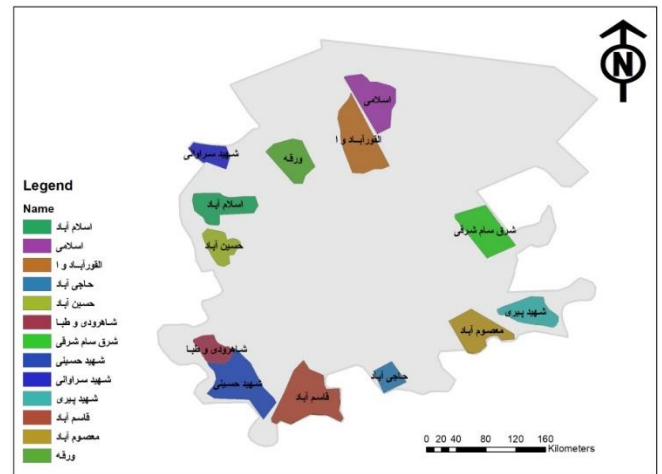 N
اسلامی
الغورآبـاد و ا
ورقه
شهید سراوانی
اسلام آباد
حسین آباد
شرق سام شرقی
شهید پیری
معصوم آباد
شاهرودی و طبا
شهید حسینی
قاسم آباد
حاجی آباد
Legend
Name
اسلام آباد
اسلامی
الغورآبـاد و ا
حاجی آباد
حسین آباد
شاهرودی و طبا
شرق سام شرقی
شهید حسینی
شهید سراوانی
شهید پیری
قاسم آباد
معصوم آباد
ورقه
0 20 40 80 120 160
Kilometers